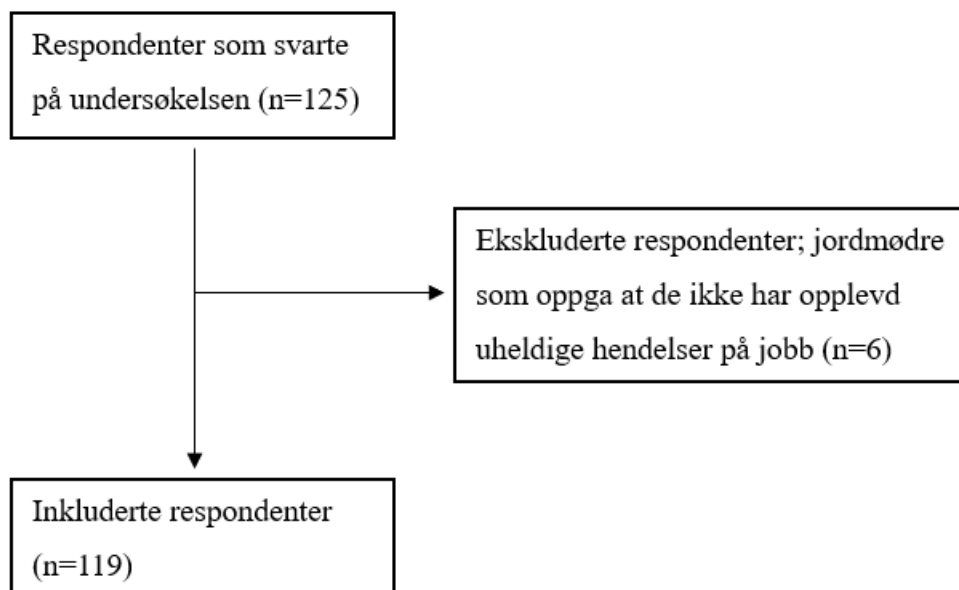 Respondenter som svarte
på undersøkelsen (n=125)
Ekskluderte respondenter; jordmødre
som oppga at de ikke har opplevd
uheldige hendelser på jobb (n=6)
Inkluderte respondenter
(n=119)